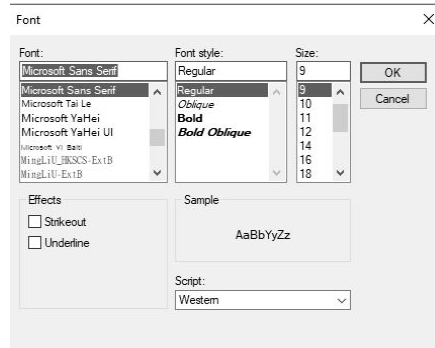 Font
Font:
Font style:
Size:
Microsoft Sans Serif
Regular
9
OK
Cancel
Microsoft Sans Serif
Microsoft Tai Le
Microsoft YaHei
Microsoft YaHei UI
Microsoft Yi Baiti
MingLiU_HKSCS-ExtB
MingLiU-ExtB
Regular
Oblique
Bold
Bold Oblique
9
10
11
12
14
16
18
Effects
Strikeout
Underline
Sample
AaBbYyZz
Script:
Western